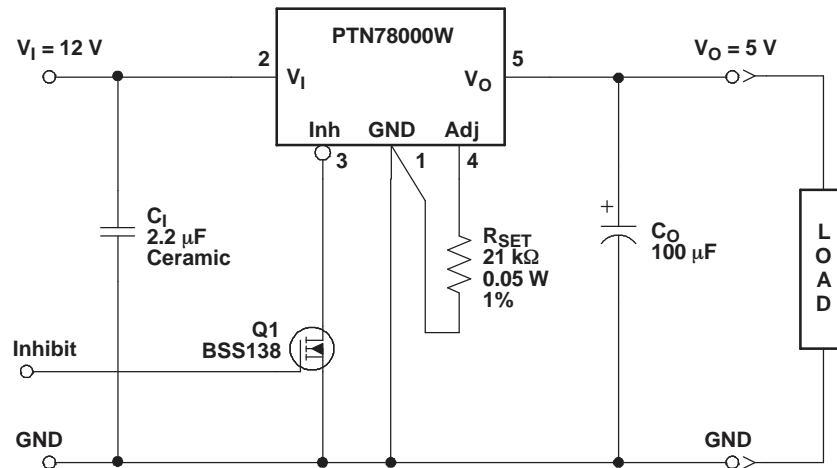 PTN78000W
V_I = 12 V
2
5
V_O = 5 V
V_I
V_O
Inh
GND
Adj
3
1
4
C_I
2.2 μF
Ceramic
R_SET
21 kΩ
0.05 W
1%
+
C_O
100 μF
L
O
A
D
Q1
BSS138
Inhibit
GND
GND